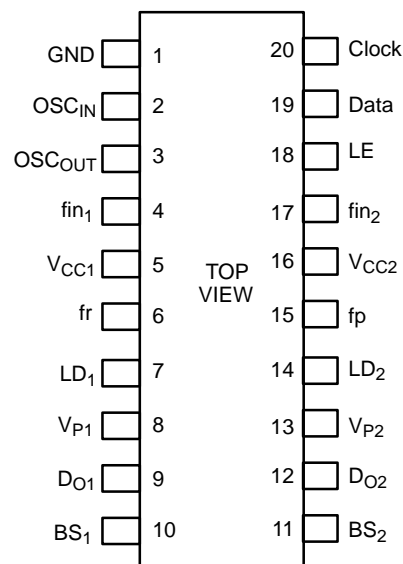 GND 1 20 Clock
OSCIN 2 19 Data
OSCOUT 3 18 LE
fin1 4 17 fin2
VCC1 5 16 VCC2
TOP
VIEW
fr 6 15 fp
LD1 7 14 LD2
VP1 8 13 VP2
DO1 9 12 DO2
BS1 10 11 BS2